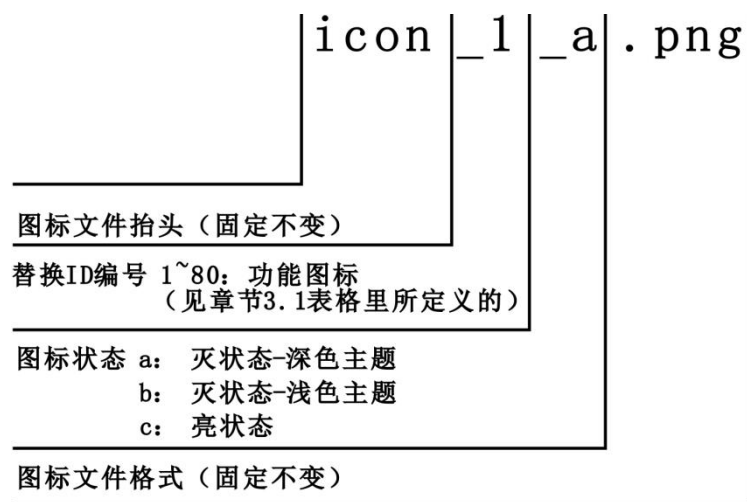 icon_1_a.png
图标文件抬头（固定不变）
替换ID编号 1~80：功能图标
（见章节3.1表格里所定义的）
图标状态 a： 灭状态-深色主题
b： 灭状态-浅色主题
c： 亮状态
图标文件格式（固定不变）